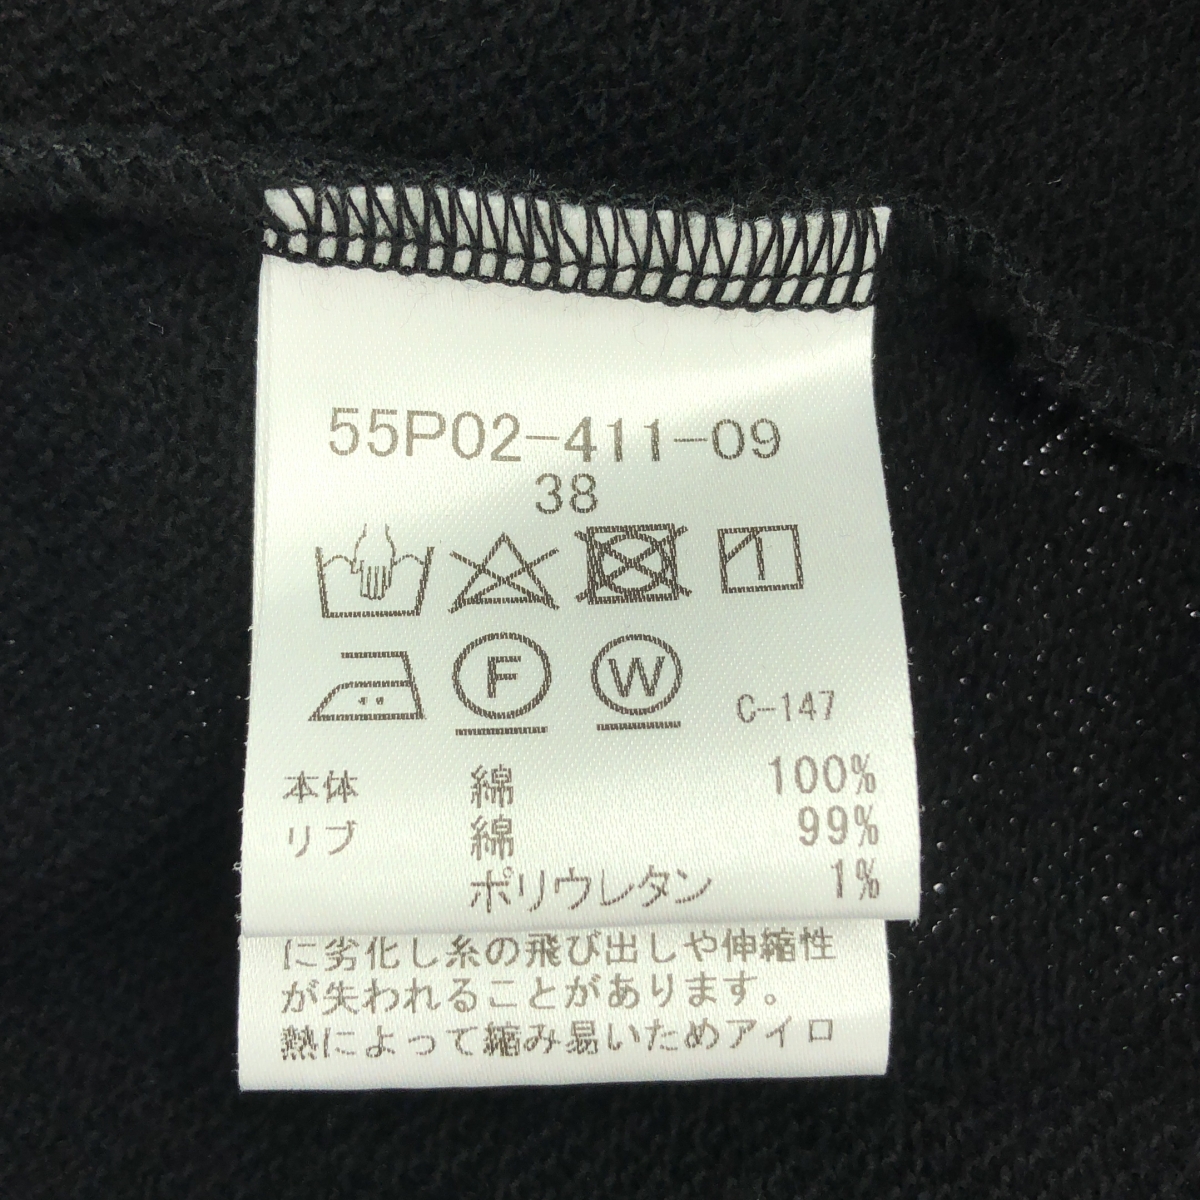 55P02-411-09
38
F W C-147
本体 綿 100%
リブ 綿 99%
ポリウレタン 1%
に劣化し糸の飛び出しや伸縮性
が失われることがあります。
熱によって縮み易いためアイロ